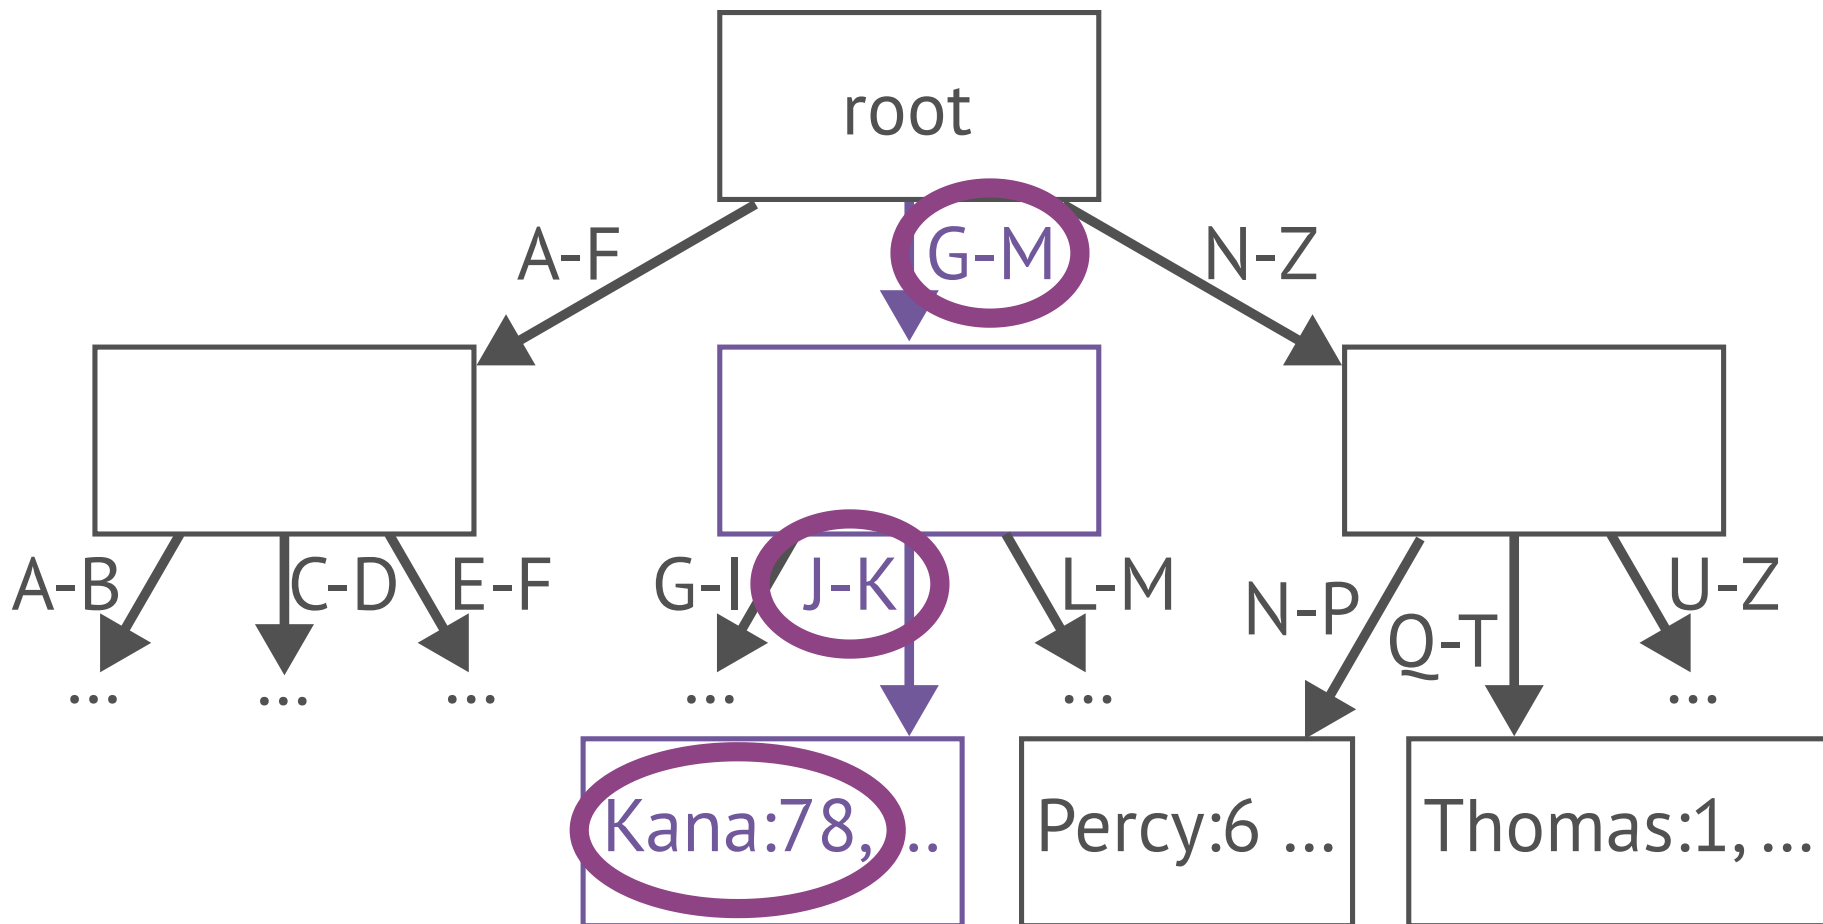 root
A-F
G-M
N-Z
A-B
C-D
E-F
G-I
J-K
L-M
N-P
Q-T
U-Z
...
...
...
...
...
...
Kana:78, ...
Percy:6 ...
Thomas:1, ...